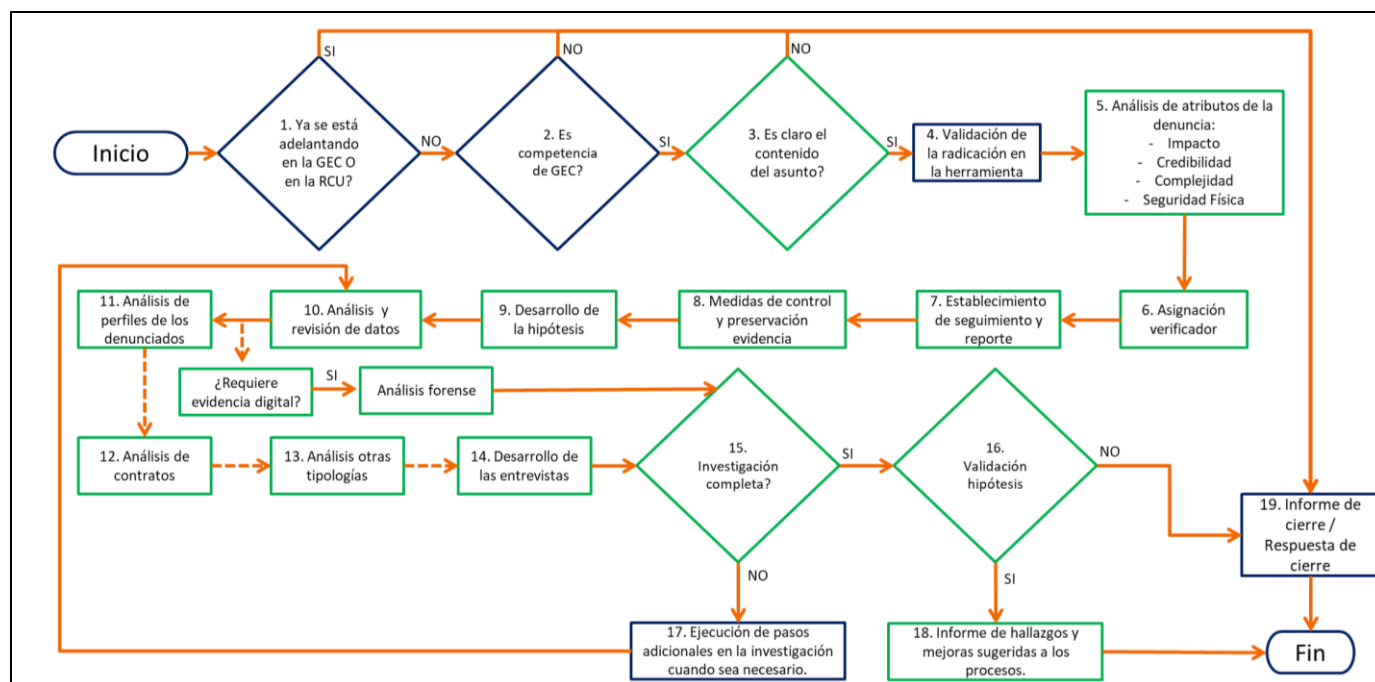 SI
NO
NO
Inicio
1. Ya se está
adelantando
en la GEC O
en la RCU?
NO
2. Es
competencia
de GEC?
SI
3. Es claro el
contenido
del asunto?
SI
4. Validación de
la radicación en
la herramienta
5. Análisis de atributos de la
denuncia:
- Impacto
- Credibilidad
- Complejidad
- Seguridad Física
11. Análisis de
perfiles de los
denunciados
10. Análisis y
revisión de datos
9. Desarrollo de
la hipótesis
8. Medidas de control
y preservación
evidencia
7. Establecimiento
de seguimiento y
reporte
6. Asignación
verificador
¿Requiere
evidencia digital?
SI
Análisis forense
12. Análisis de
contratos
13. Análisis otras
tipologías
14. Desarrollo de
las entrevistas
15.
Investigación
completa?
SI
16.
Validación
hipótesis
NO
19. Informe de
cierre /
Respuesta de
cierre
NO
SI
17. Ejecución de pasos
adicionales en la investigación
cuando sea necesario.
18. Informe de hallazgos y
mejoras sugeridas a los
procesos.
Fin